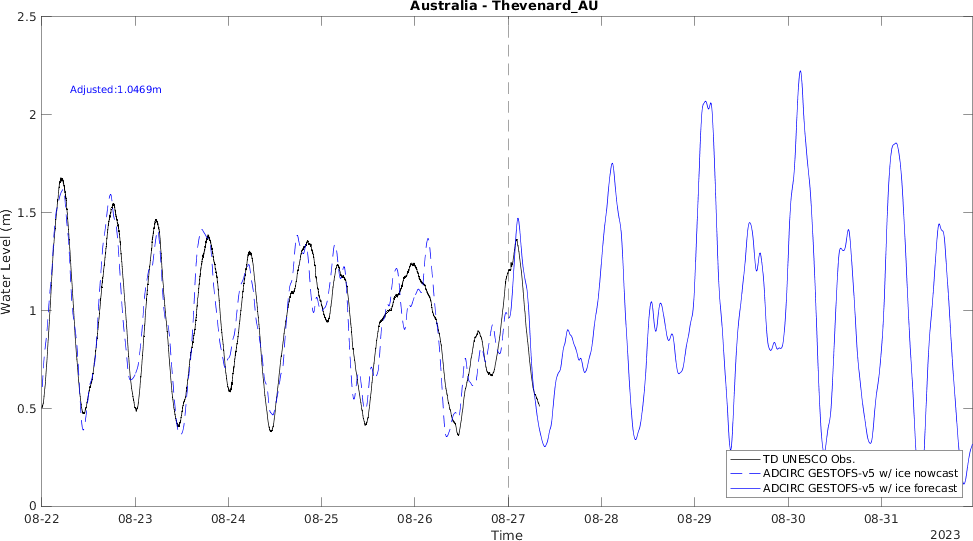 Australia - Thevenard_AU
2.5
2
1.5
1
0.5
0
Water Level (m)
Adjusted:1.0469m
TD UNESCO Obs.
ADCIRC GESTOFS-v5 w/ ice nowcast
ADCIRC GESTOFS-v5 w/ ice forecast
08-22 08-23 08-24 08-25 08-26 08-27 08-28 08-29 08-30 08-31
Time
2023